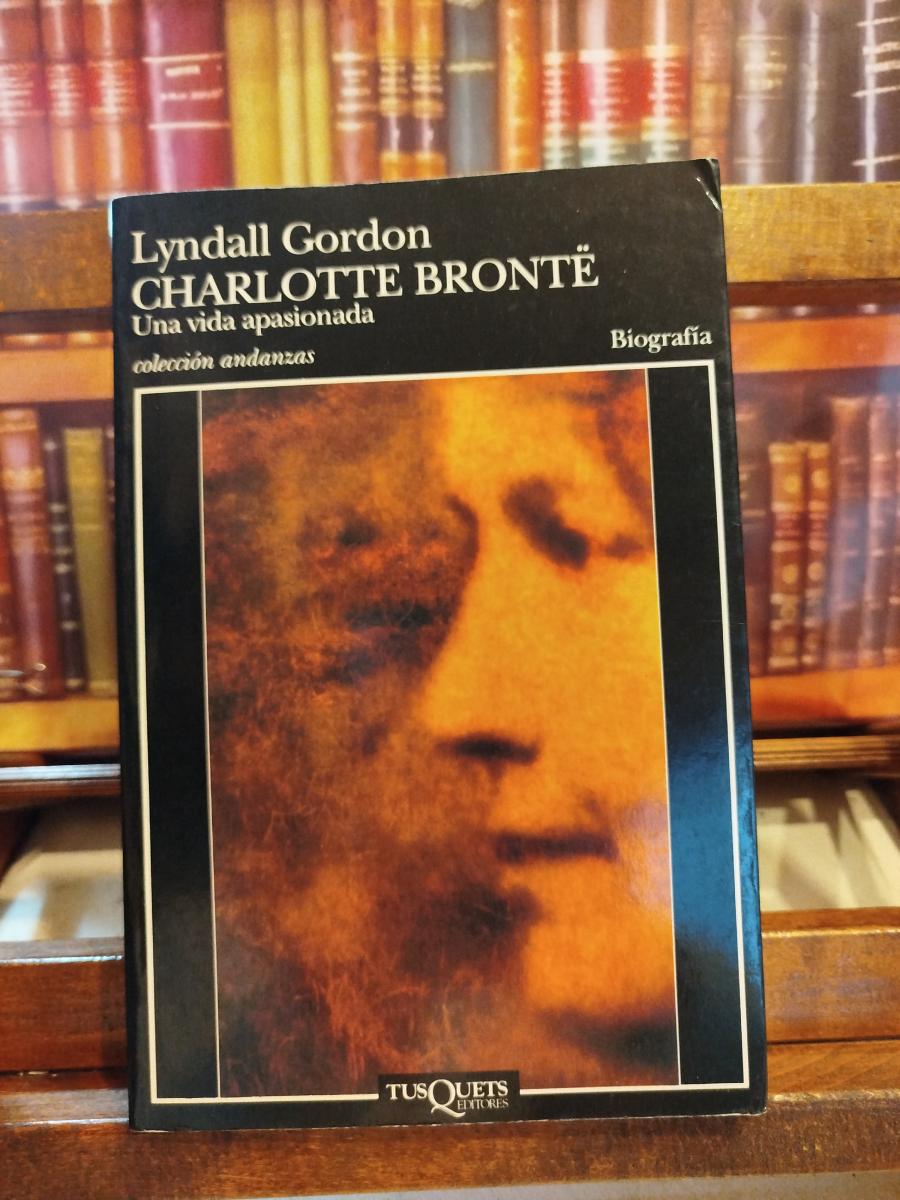 Lyndall Gordon
CHARLOTTE BRONTË
Una vida apasionada
Biografía
colección andanzas
TUSQUETS
EDITORES